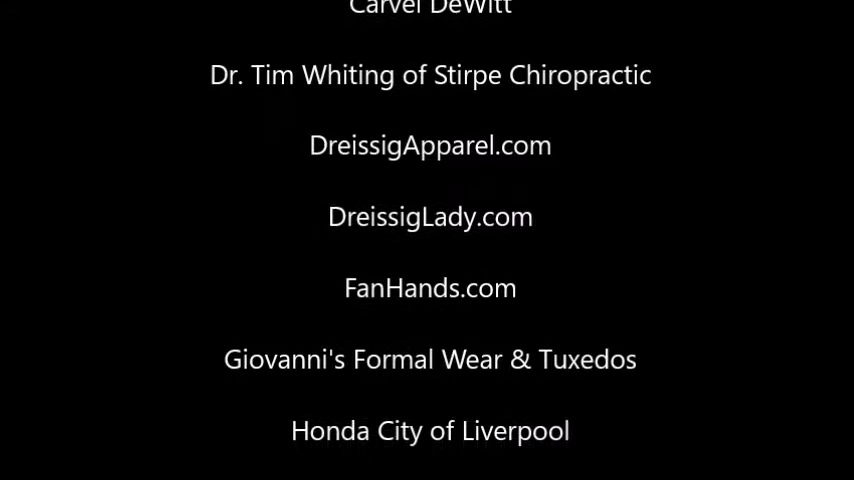 Carvel DeWitt
Dr. Tim Whiting of Stirpe Chiropractic
DreissigApparel.com
DreissigLady.com
FanHands.com
Giovanni's Formal Wear & Tuxedos
Honda City of Liverpool